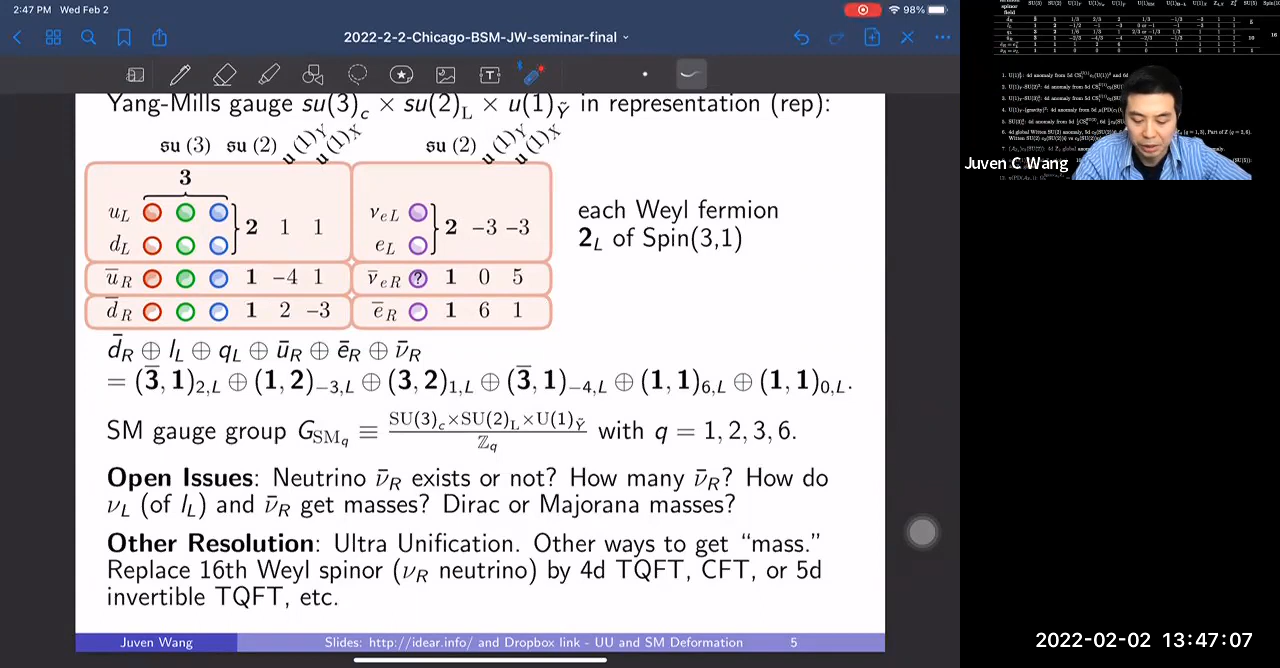 2:47 PM Wed Feb 2
98%
2022-2-2-Chicago-BSM-JW-seminar-final
Yang-Mills gauge su(3)c × su(2)L × u(1)Ỹ in representation (rep):
su (3) su (2) u(1)Y u(1)X su (2) u(1)Y u(1)X
3
uL
dL
2 1 1
νeL
eL
2 −3 −3
each Weyl fermion
2L of Spin(3,1)
ūR 1 −4 1 ν̄eR ? 1 0 5
d̄R 1 2 −3 ēR 1 6 1
d̄R ⊕ lL ⊕ qL ⊕ ūR ⊕ ēR ⊕ ν̄R
= (3̄, 1)2,L ⊕ (1, 2)−3,L ⊕ (3, 2)1,L ⊕ (3̄, 1)−4,L ⊕ (1, 1)6,L ⊕ (1, 1)0,L.
SM gauge group GSMq ≡ SU(3)c×SU(2)L×U(1)Ỹ / Zq with q = 1, 2, 3, 6.
Open Issues: Neutrino ν̄R exists or not? How many ν̄R? How do
νL (of lL) and ν̄R get masses? Dirac or Majorana masses?
Other Resolution: Ultra Unification. Other ways to get “mass.”
Replace 16th Weyl spinor (νR neutrino) by 4d TQFT, CFT, or 5d
invertible TQFT, etc.
Juven Wang Slides: http://idear.info/ and Dropbox link - UU and SM Deformation 5
Juven C Wang
2022-02-02 13:47:07